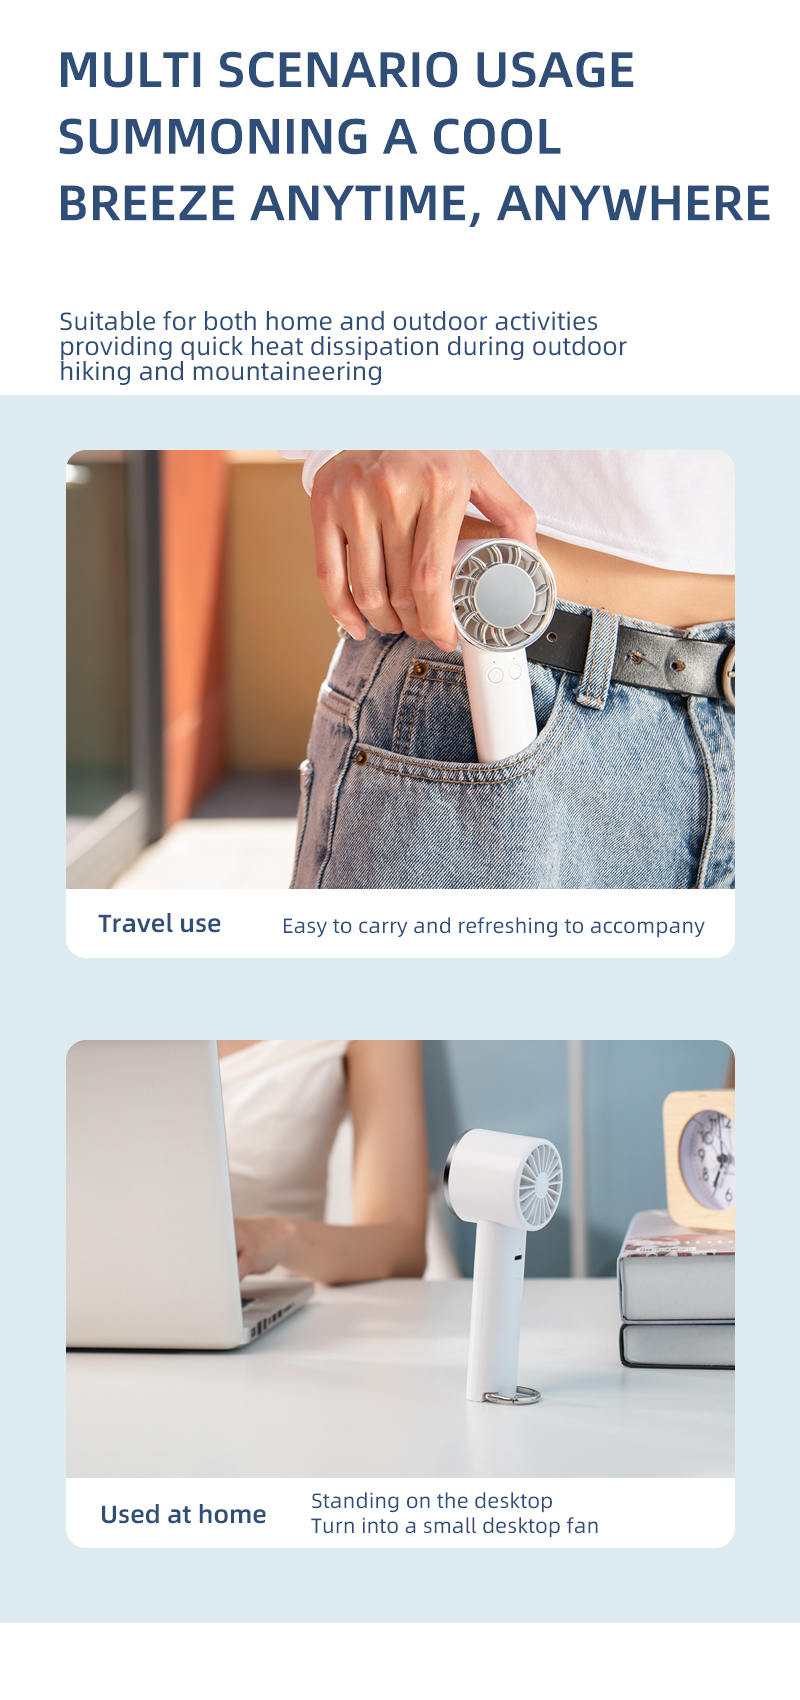 MULTI SCENARIO USAGE
SUMMONING A COOL
BREEZE ANYTIME, ANYWHERE
Suitable for both home and outdoor activities
providing quick heat dissipation during outdoor
hiking and mountaineering
Travel use
Easy to carry and refreshing to accompany
Used at home
Standing on the desktop
Turn into a small desktop fan